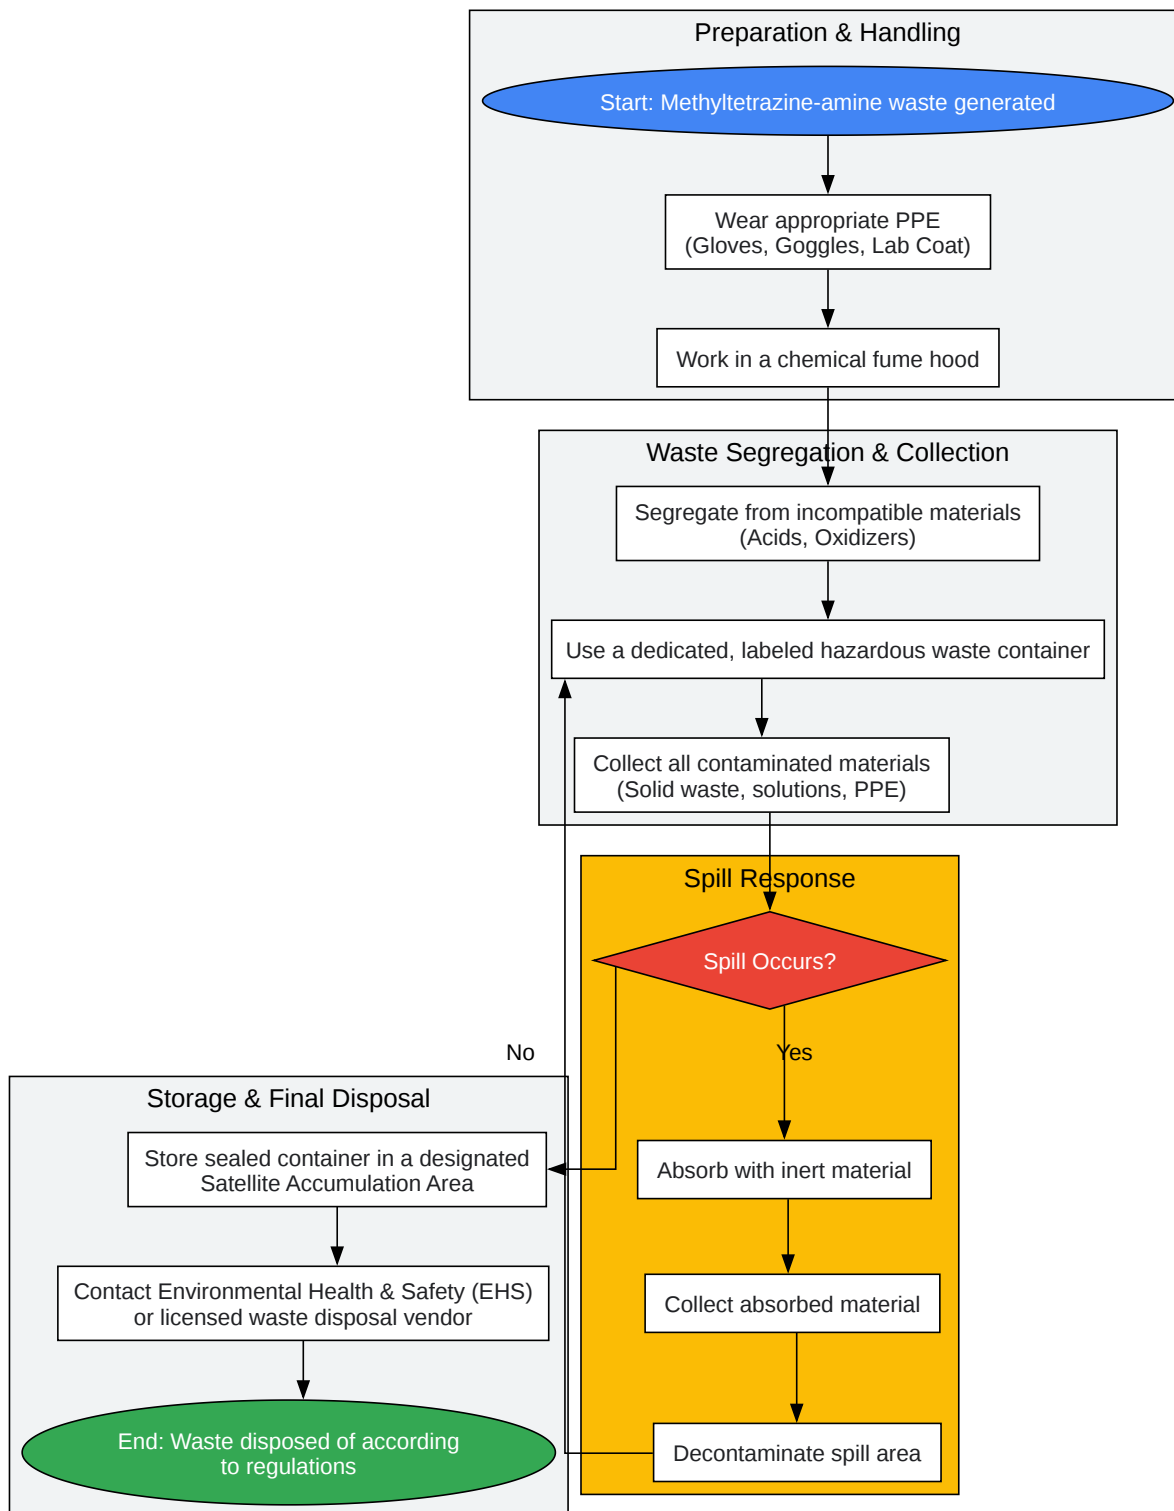 Preparation & Handling
Start: Methyltetrazine-amine waste generated
Wear appropriate PPE
(Gloves, Goggles, Lab Coat)
Work in a chemical fume hood
Waste Segregation & Collection
Segregate from incompatible materials
(Acids, Oxidizers)
Use a dedicated, labeled hazardous waste container
Collect all contaminated materials
(Solid waste, solutions, PPE)
Spill Response
Spill Occurs?
No
Yes
Storage & Final Disposal
Store sealed container in a designated
Satellite Accumulation Area
Absorb with inert material
Contact Environmental Health & Safety (EHS)
or licensed waste disposal vendor
Collect absorbed material
End: Waste disposed of according
to regulations
Decontaminate spill area